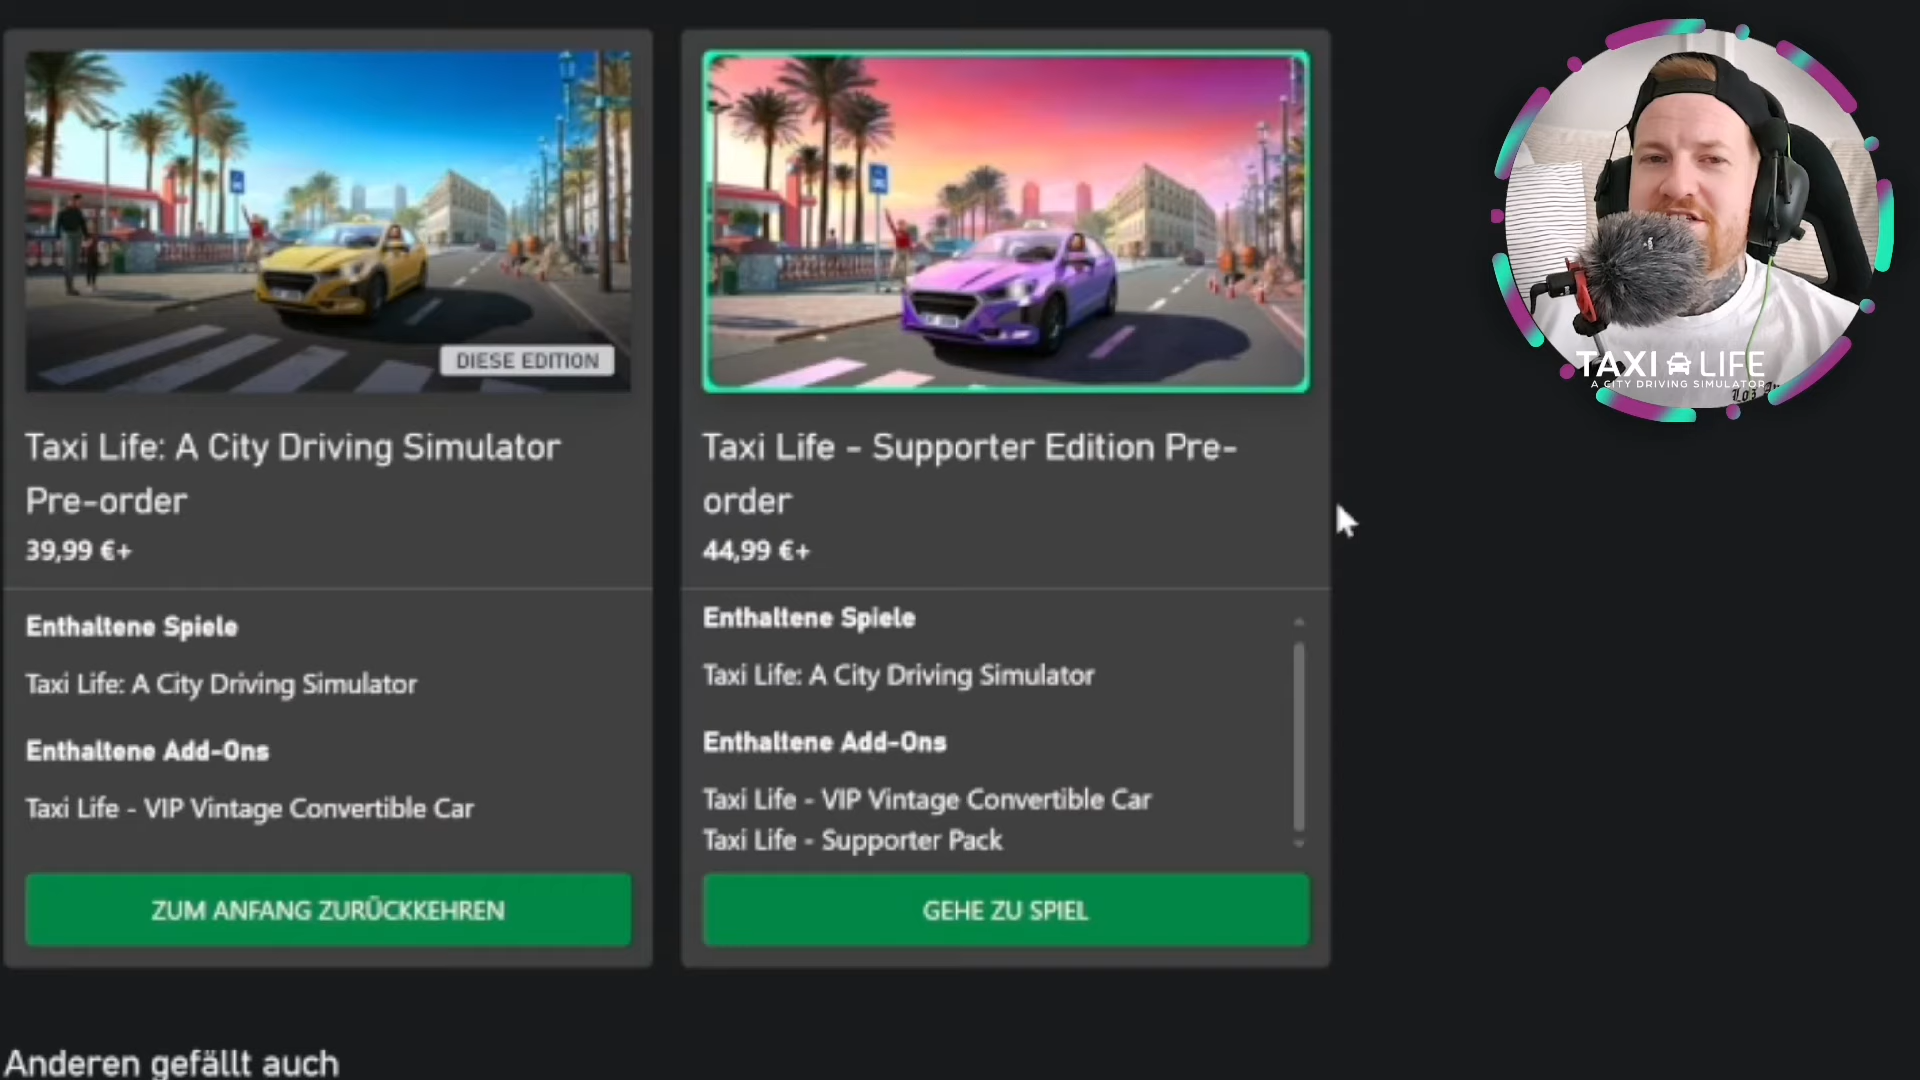 DIESE EDITION
Taxi Life: A City Driving Simulator
Pre-order
39,99 €+
Enthaltene Spiele
Taxi Life: A City Driving Simulator
Enthaltene Add-Ons
Taxi Life - VIP Vintage Convertible Car
ZUM ANFANG ZURÜCKKEHREN
Taxi Life - Supporter Edition Pre-
order
44,99 €+
Enthaltene Spiele
Taxi Life: A City Driving Simulator
Enthaltene Add-Ons
Taxi Life - VIP Vintage Convertible Car
Taxi Life - Supporter Pack
GEHE ZU SPIEL
TAXI LIFE
A CITY DRIVING SIMULATOR
Anderen gefällt auch